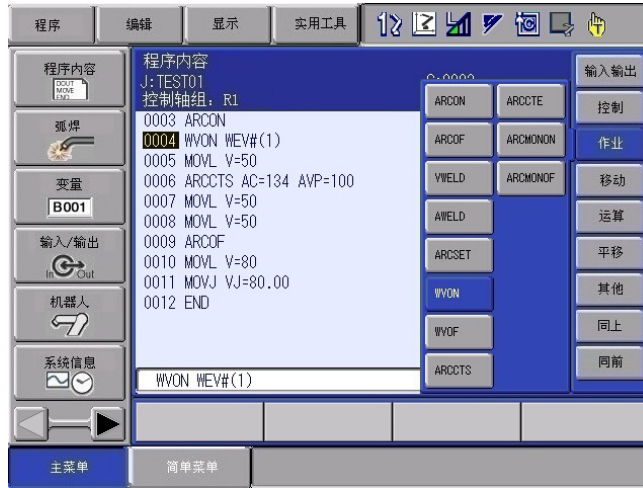 程序
编辑
显示
实用工具
程序内容
DOUT
MOVE
END
弧焊
变量
B001
输入/输出
In Out
机器人
系统信息
程序内容
J:TEST01
控制轴组: R1
0003 ARCON
0004 WVON WEV#(1)
0005 MOVL V=50
0006 ARCCTS AC=134 AVP=100
0007 MOVL V=50
0008 MOVL V=50
0009 ARCOF
0010 MOVL V=80
0011 MOVJ VJ=80.00
0012 END
WVON WEV#(1)
ARCON
ARCOF
VWELD
AWELD
ARCSET
WVON
WVOF
ARCCTS
ARCCTE
ARCMONON
ARCMONOF
输入输出
控制
作业
移动
运算
平移
其他
同上
同前
主菜单
简单菜单